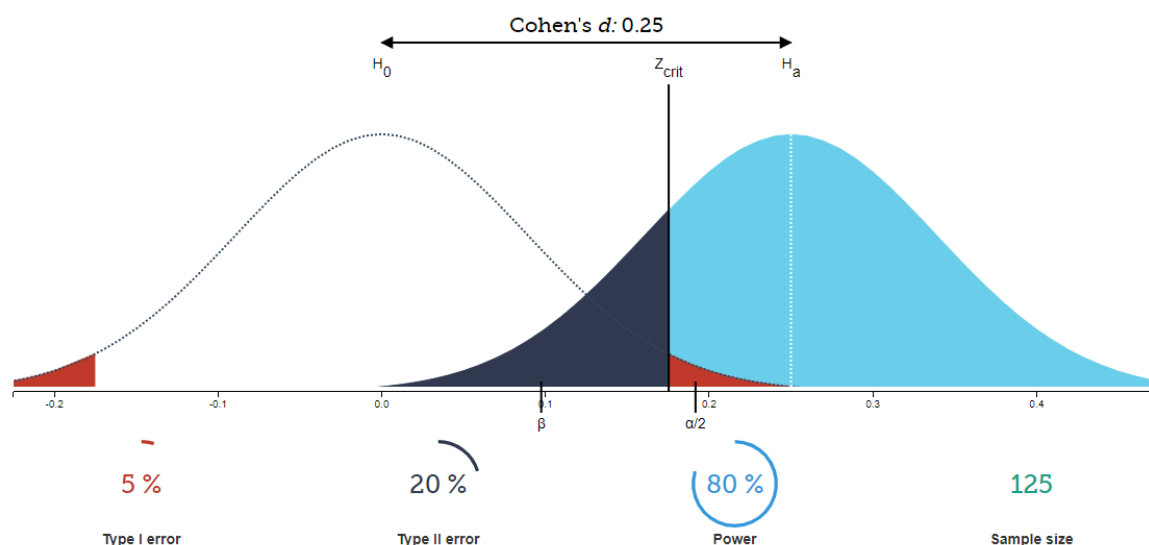 Cohen's d: 0.25
H0 Zcrit Ha
-0.2 -0.1 0.0 0.1 0.2 0.3 0.4
β α/2
5 % 20 % 80 % 125
Type I error Type II error Power Sample size